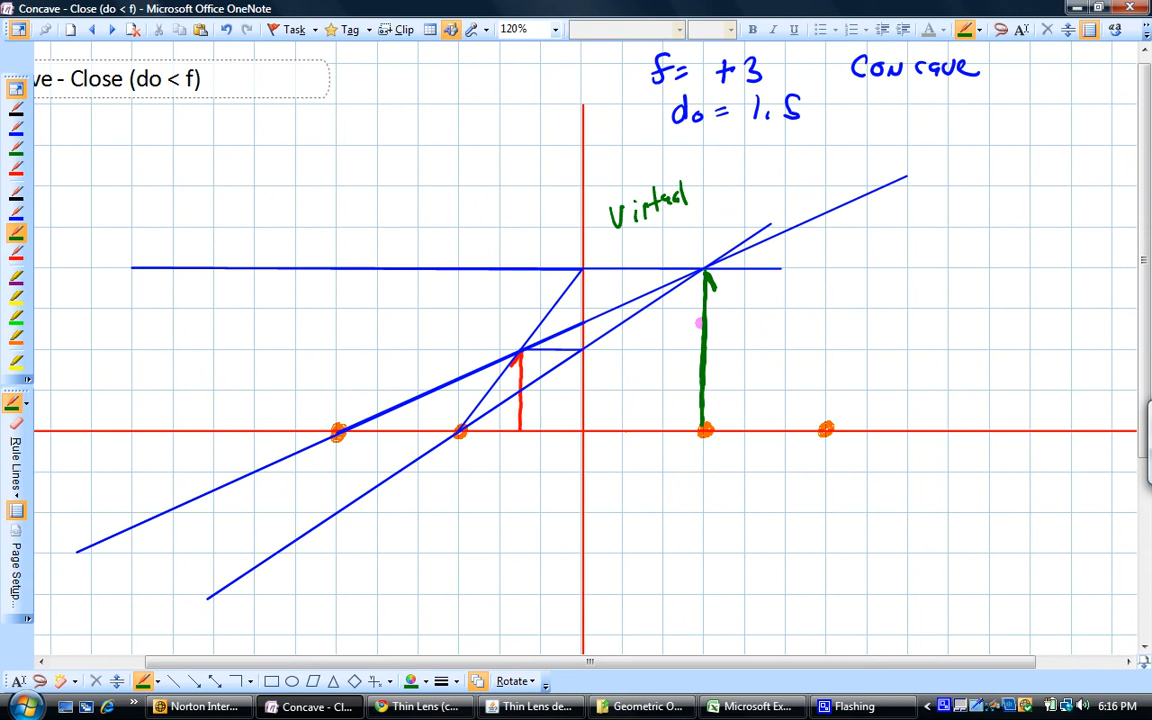 Concave - Close (do < f) - Microsoft Office OneNote
Task
Tag
Clip
120%
B I U
ve - Close (do < f)
f = +3 Concave
do = 1.5
Virtual
Rule Lines
Page Setup...
Rotate
Norton Inter...
Concave - Cl...
Thin Lens (c...
Thin Lens de...
Geometric O...
Microsoft Ex...
Flashing
6:16 PM